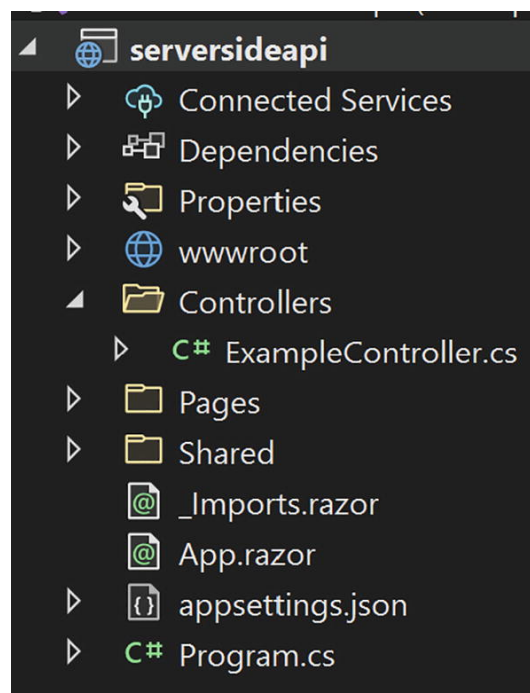 serversideapi
Connected Services
Dependencies
Properties
wwwroot
Controllers
C# ExampleController.cs
Pages
Shared
@ _Imports.razor
@ App.razor
{} appsettings.json
C# Program.cs